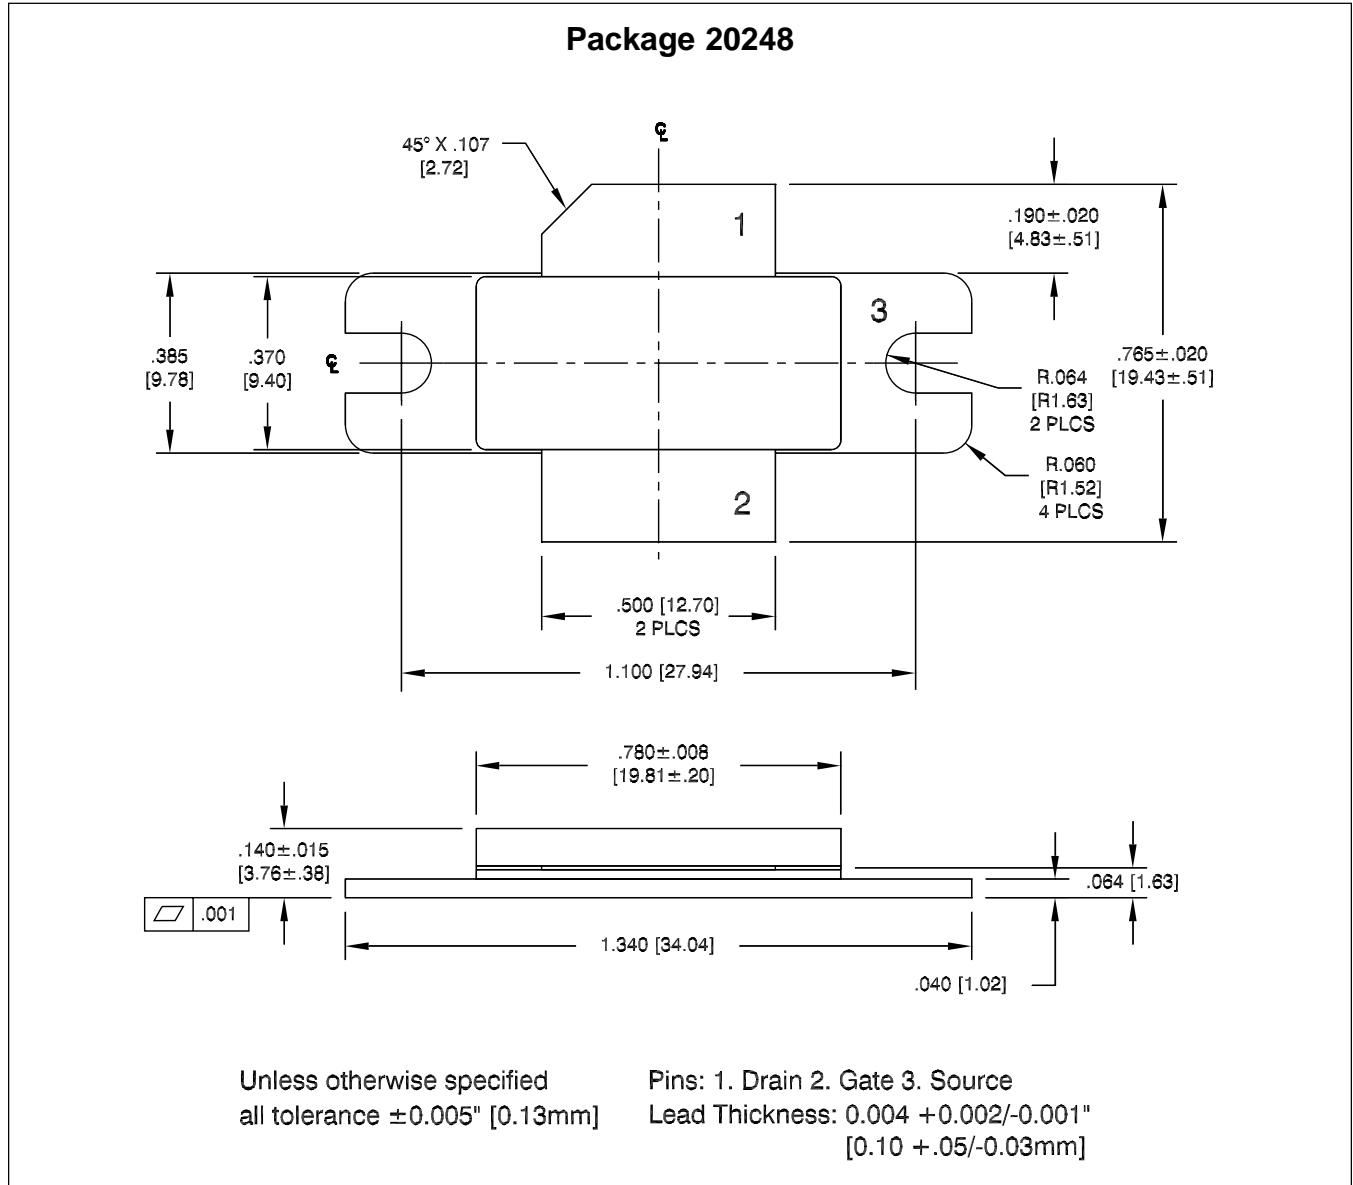 Package 20248
℄
45° X .107
[2.72]
1
.190±.020
[4.83±.51]
3
.385
[9.78]
.370
[9.40]
℄
.765±.020
[19.43±.51]
R.064
[R1.63]
2 PLCS
R.060
[R1.52]
4 PLCS
2
.500 [12.70]
2 PLCS
1.100 [27.94]
.780±.008
[19.81±.20]
.140±.015
[3.76±.38]
.064 [1.63]
.001
1.340 [34.04]
.040 [1.02]
Unless otherwise specified
all tolerance ±0.005" [0.13mm]
Pins: 1. Drain 2. Gate 3. Source
Lead Thickness: 0.004 +0.002/-0.001"
[0.10 +.05/-0.03mm]